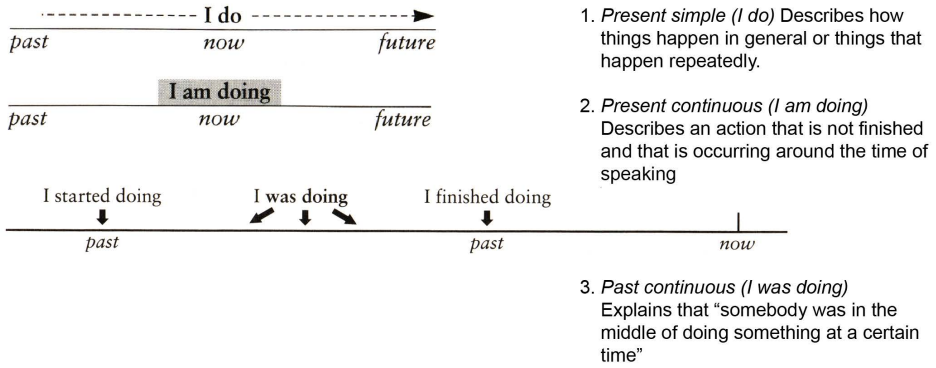 I do
past now future
I am doing
past now future
I started doing I was doing I finished doing
past past now
1. Present simple (I do) Describes how
things happen in general or things that
happen repeatedly.
2. Present continuous (I am doing)
Describes an action that is not finished
and that is occurring around the time of
speaking
3. Past continuous (I was doing)
Explains that “somebody was in the
middle of doing something at a certain
time”